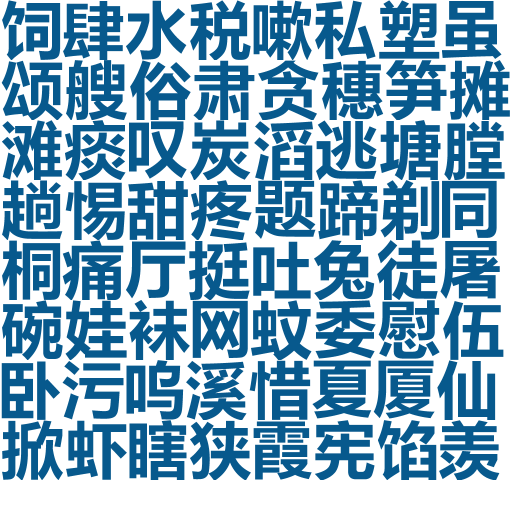 饲肆水税嗽私塑虽
颂艘俗肃贪穗笋摊
滩痰叹炭滔逃塘膛
趟惕甜疼题蹄剃同
桐痛厅挺吐兔徒屠
碗娃袜网蚊委慰伍
卧污呜溪惜夏厦仙
掀虾瞎狭霞宪馅羡